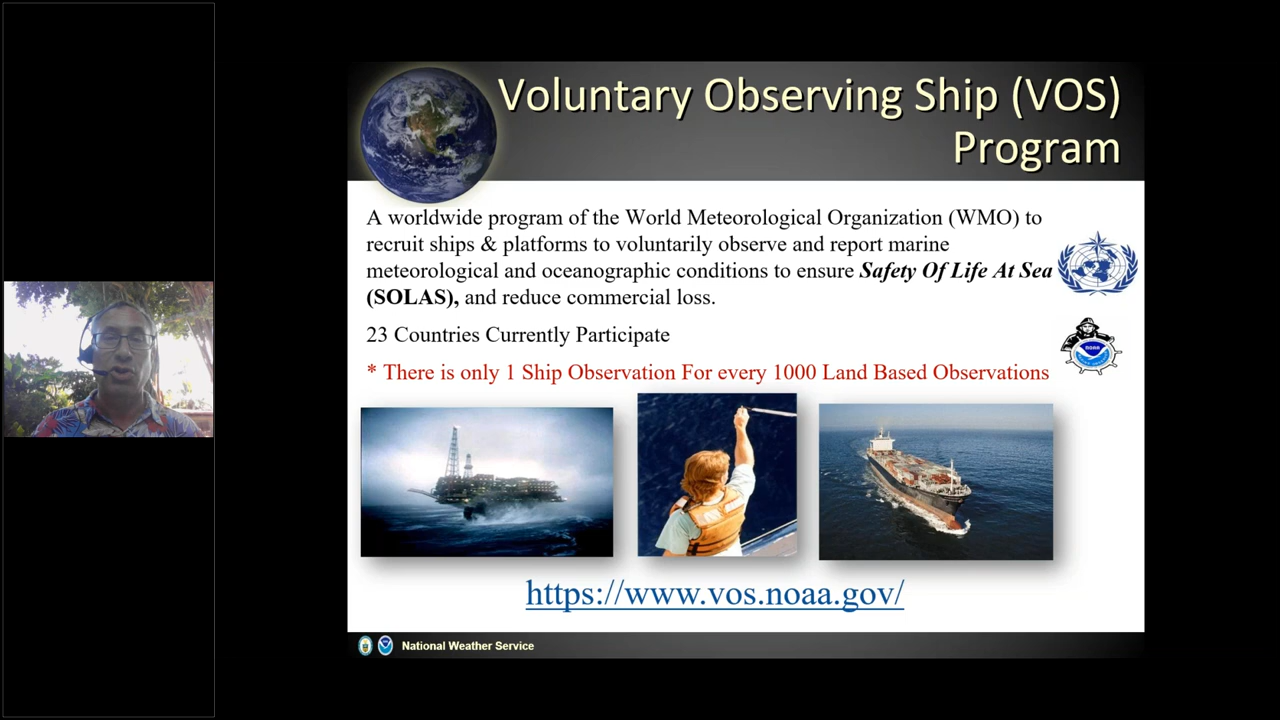 Voluntary Observing Ship (VOS)
Program
A worldwide program of the World Meteorological Organization (WMO) to
recruit ships & platforms to voluntarily observe and report marine
meteorological and oceanographic conditions to ensure Safety Of Life At Sea
(SOLAS), and reduce commercial loss.
23 Countries Currently Participate
* There is only 1 Ship Observation For every 1000 Land Based Observations
NOAA
https://www.vos.noaa.gov/
National Weather Service